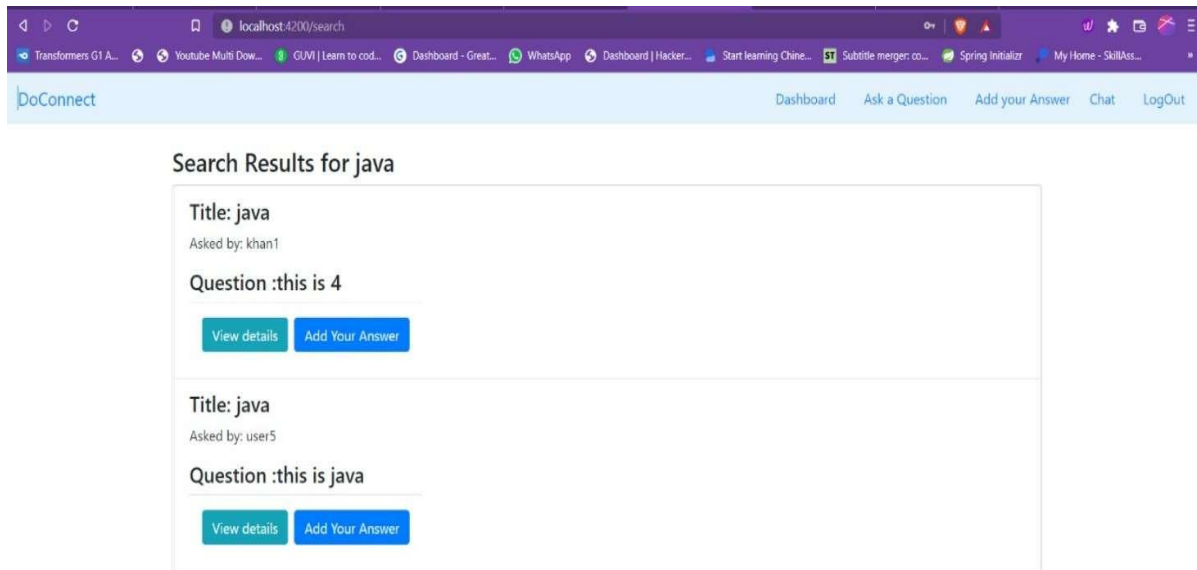 localhost:4200/search
Transformers G1 A... Youtube Multi Dow... GUVI | Learn to cod... Dashboard - Great... WhatsApp Dashboard | Hacker... Start learning Chine... ST Subtitle merger: co... Spring Initializr My Home - SkillAss... »
DoConnect Dashboard Ask a Question Add your Answer Chat LogOut
Search Results for java
Title: java
Asked by: khan1
Question :this is 4
View details Add Your Answer
Title: java
Asked by: user5
Question :this is java
View details Add Your Answer